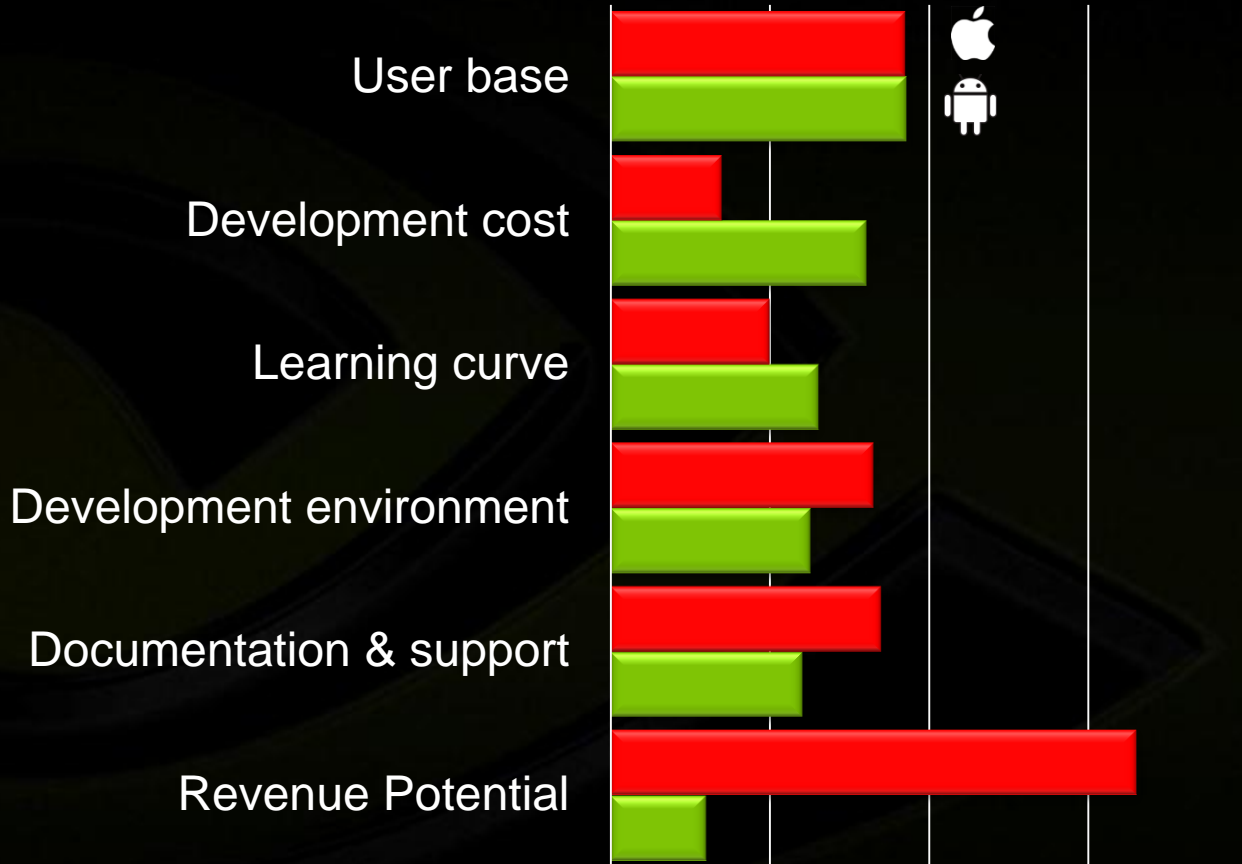 User base
Development cost
Learning curve
Development environment
Documentation & support
Revenue Potential